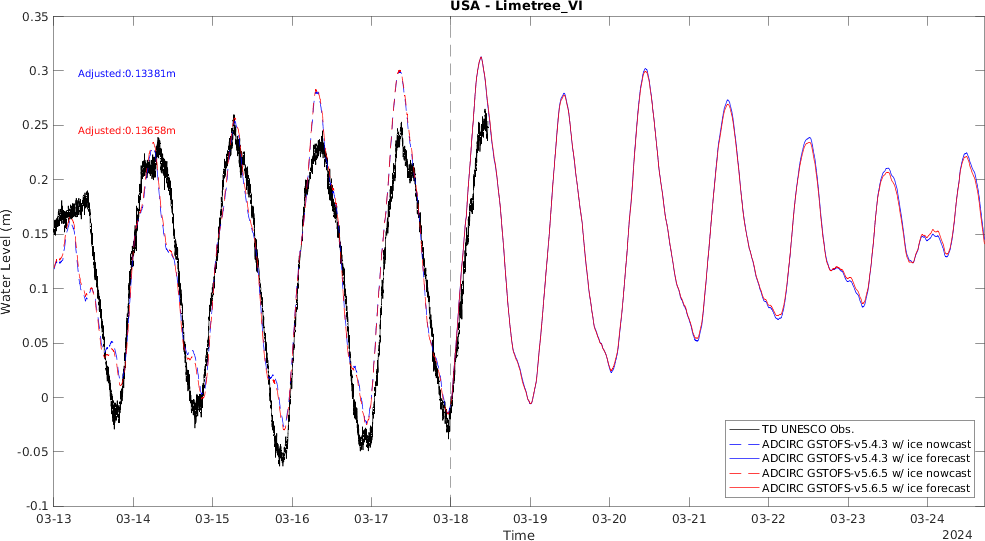 USA - Limetree_VI
0.35
0.3
0.25
0.2
0.15
0.1
0.05
0
-0.05
-0.1
Water Level (m)
Adjusted:0.13381m
Adjusted:0.13658m
TD UNESCO Obs.
ADCIRC GSTOFS-v5.4.3 w/ ice nowcast
ADCIRC GSTOFS-v5.4.3 w/ ice forecast
ADCIRC GSTOFS-v5.6.5 w/ ice nowcast
ADCIRC GSTOFS-v5.6.5 w/ ice forecast
03-13 03-14 03-15 03-16 03-17 03-18 03-19 03-20 03-21 03-22 03-23 03-24
Time
2024